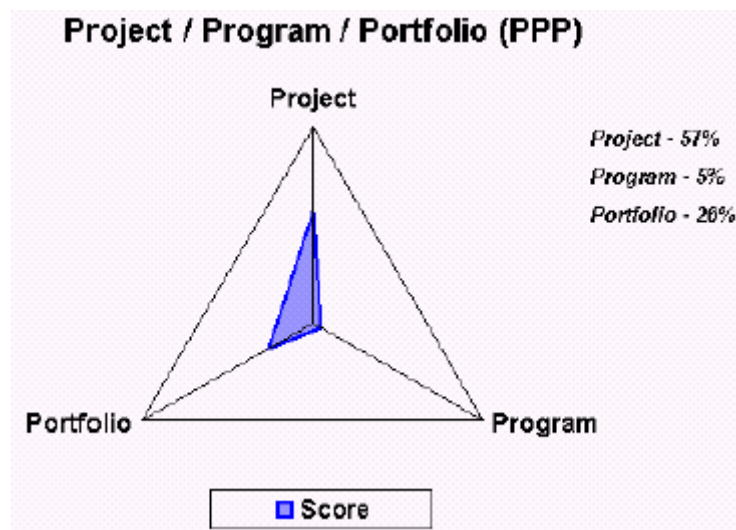 Project / Program / Portfolio (PPP)
Project
Project - 57%
Program - 5%
Portfolio - 26%
Portfolio
Program
Score